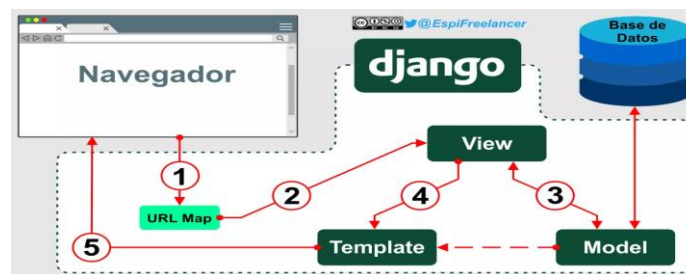 @EspiFreelancer
Base de
Datos
Navegador
django
View
1
2
4
3
URL Map
5
Template
Model